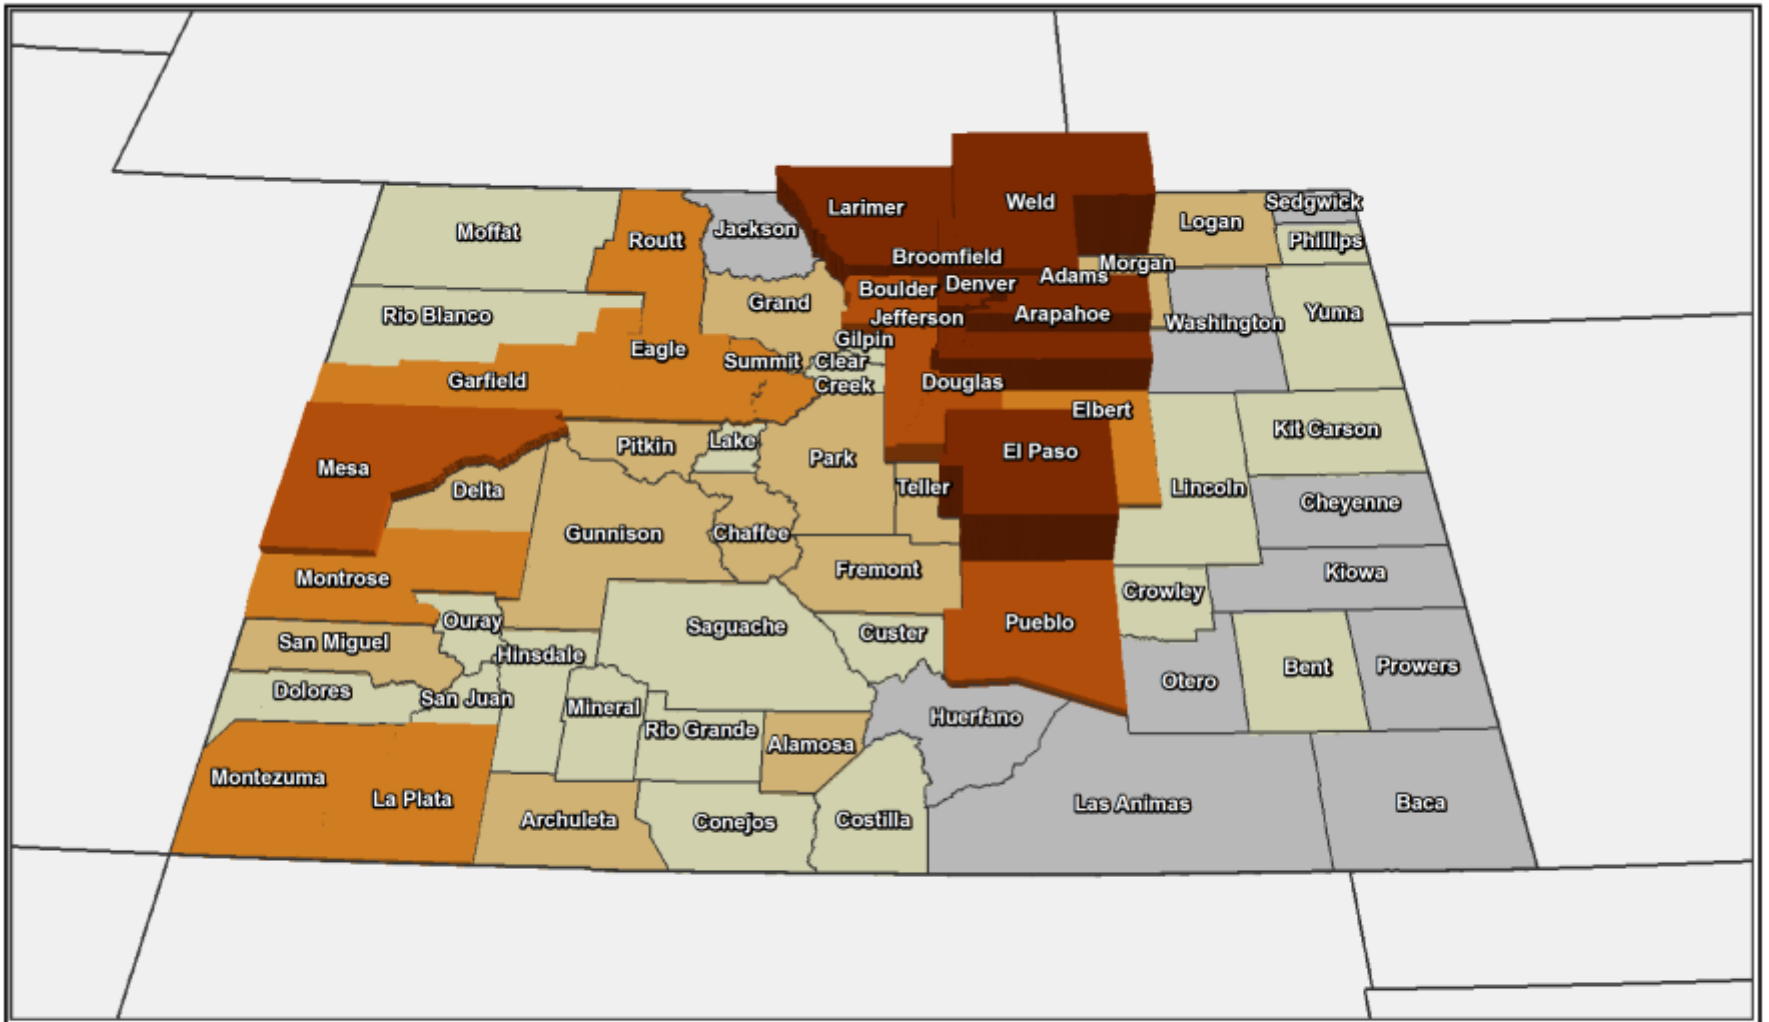 Moffat
Routt
Jackson
Larimer
Weld
Logan
Sedgwick
Phillips
Rio Blanco
Grand
Broomfield
Boulder
Denver
Adams
Morgan
Jefferson
Arapahoe
Washington
Yuma
Gilpin
Eagle
Summit
Clear
Creek
Garfield
Douglas
Elbert
Mesa
Delta
Pitkin
Lake
Park
Teller
El Paso
Lincoln
Kit Carson
Cheyenne
Gunnison
Chaffee
Fremont
Montrose
Kiowa
Crowley
Ouray
San Miguel
Hinsdale
Saguache
Custer
Pueblo
Otero
Bent
Prowers
Dolores
San Juan
Mineral
Rio Grande
Alamosa
Huerfano
Montezuma
La Plata
Archuleta
Conejos
Costilla
Las Animas
Baca